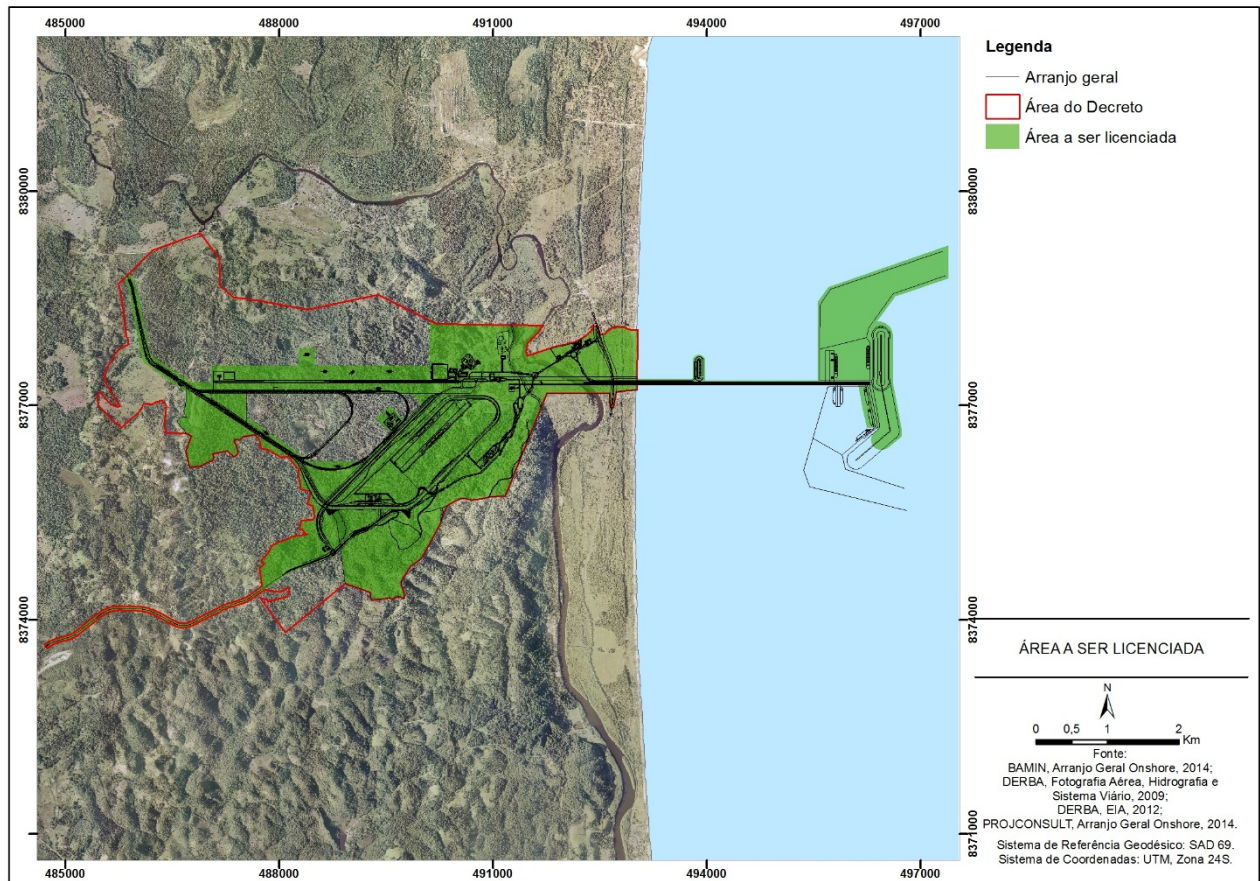 485000 488000 491000 494000 497000
8380000 8380000
8377000 8377000
8374000 8374000
8371000
485000 488000 491000 494000 497000
Legenda
Arranjo geral
Área do Decreto
Área a ser licenciada
ÁREA A SER LICENCIADA
N
0 0,5 1 2
Km
Fonte:
BAMIN, Arranjo Geral Onshore, 2014;
DERBA, Fotografia Aérea, Hidrografia e
Sistema Viário, 2009;
DERBA, EIA, 2012;
PROJCONSULT, Arranjo Geral Onshore, 2014.
Sistema de Referência Geodésico: SAD 69.
Sistema de Coordenadas: UTM, Zona 24S.